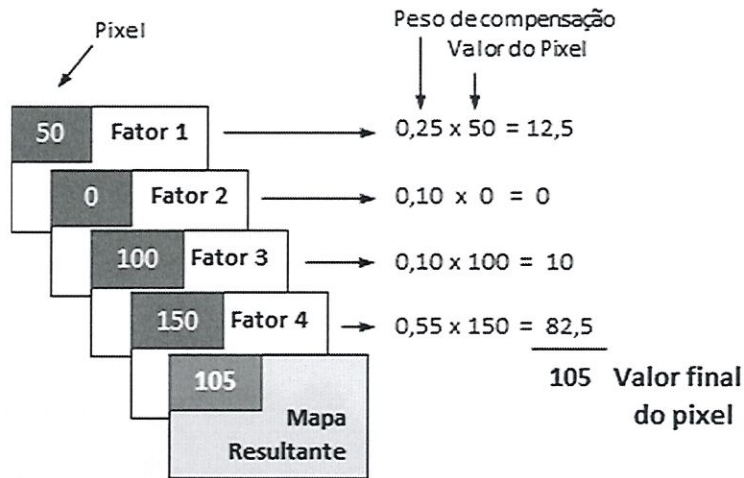 Pixel
Peso de compensação
Valor do Pixel
50 Fator 1
0,25 x 50 = 12,5
0 Fator 2
0,10 x 0 = 0
100 Fator 3
0,10 x 100 = 10
150 Fator 4
0,55 x 150 = 82,5
105
Mapa
Resultante
105 Valor final
do pixel